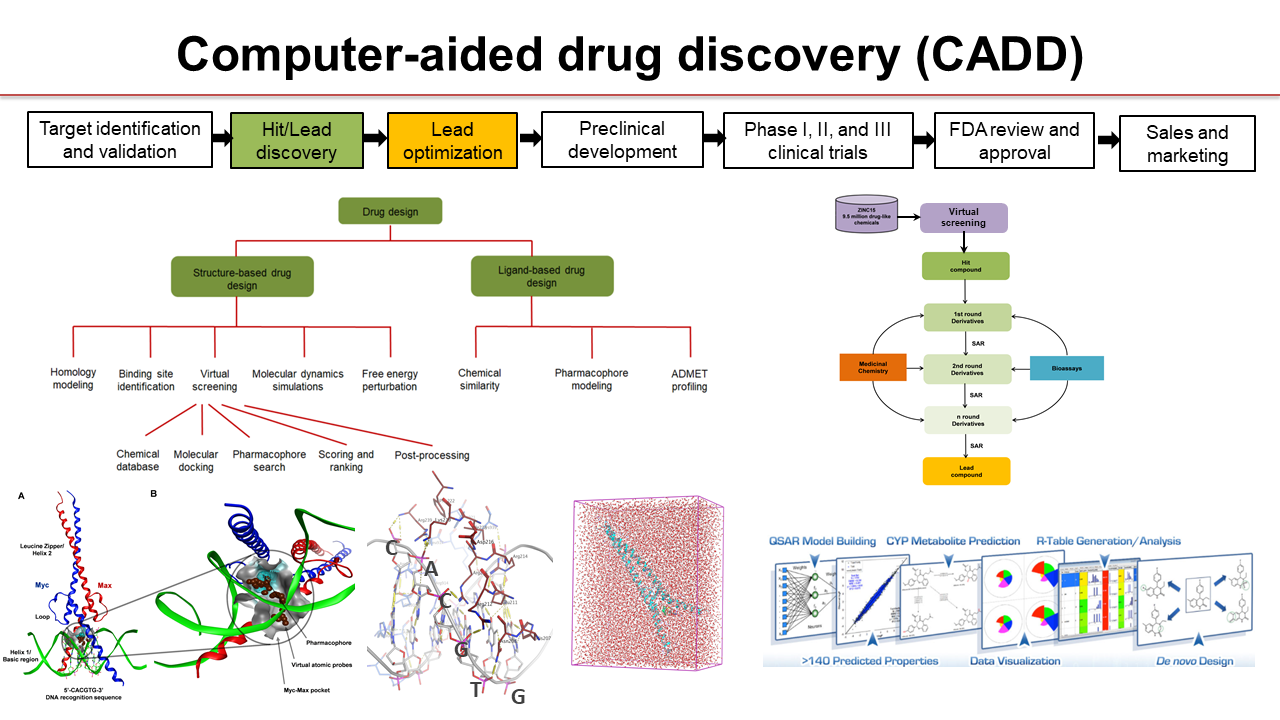 Computer-aided drug discovery (CADD)
Target identification
and validation
Hit/Lead
discovery
Lead
optimization
Preclinical
development
Phase I, II, and III
clinical trials
FDA review and
approval
Sales and
marketing
Drug design
Structure-based drug
design
Ligand-based drug
design
Homology
modeling
Binding site
identification
Virtual
screening
Molecular dynamics
simulations
Free energy
perturbation
Chemical
similarity
Pharmacophore
modeling
ADMET
profiling
Chemical
database
Molecular
docking
Pharmacophore
search
Scoring and
ranking
Post-processing
ZINC15
9.5 million drug-like
chemicals
Virtual
screening
Hit
compound
1st round
Derivatives
SAR
Medicinal
Chemistry
2nd round
Derivatives
Bioassays
SAR
n round
Derivatives
SAR
Lead
compound
A
Leucine Zipper/
Helix 2
Myc
Max
Loop
Helix 1/
Basic region
5'-CACGTG-3'
DNA recognition sequence
B
Pharmacophore
Virtual atomic probes
Myc-Max pocket
Arg214
C
A
C
G
T
G
QSAR Model Building
CYP Metabolite Prediction
R-Table Generation/Analysis
>140 Predicted Properties
Data Visualization
De novo Design